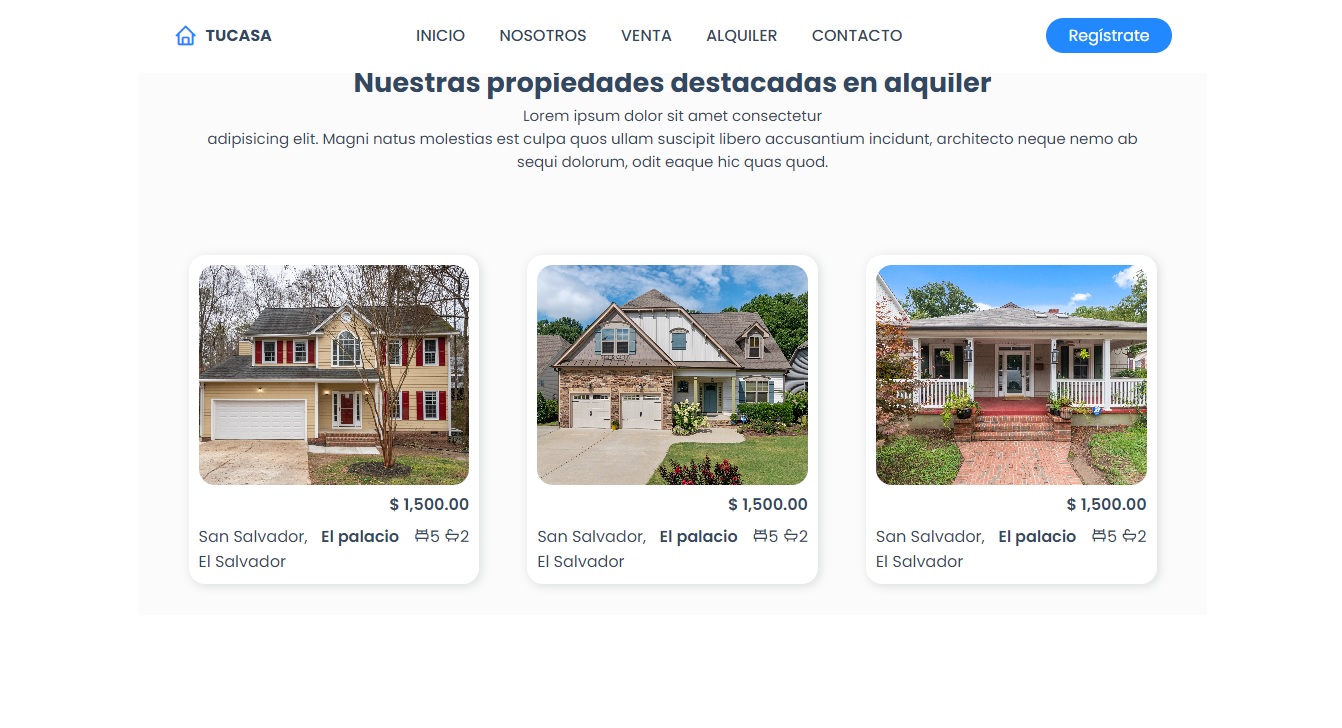 TUCASA INICIO NOSOTROS VENTA ALQUILER CONTACTO Regístrate
Nuestras propiedades destacadas en alquiler
Lorem ipsum dolor sit amet consectetur
adipisicing elit. Magni natus molestias est culpa quos ullam suscipit libero accusantium incidunt, architecto neque nemo ab
sequi dolorum, odit eaque hic quas quod.
$ 1,500.00
San Salvador, El palacio 5 2
El Salvador
$ 1,500.00
San Salvador, El palacio 5 2
El Salvador
$ 1,500.00
San Salvador, El palacio 5 2
El Salvador